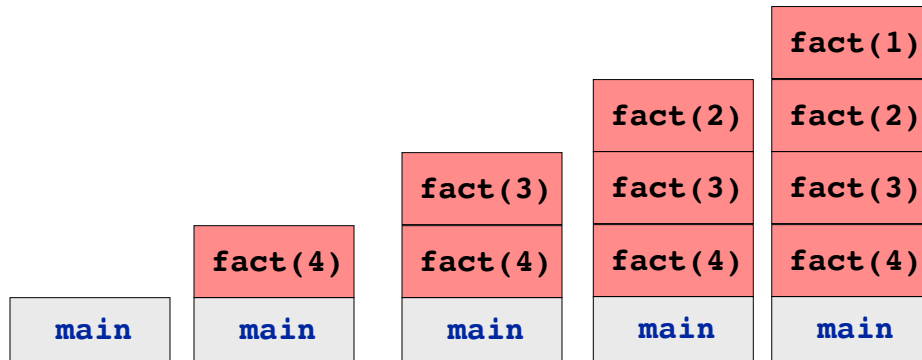 main
fact(4)
main
fact(3)
fact(4)
main
fact(2)
fact(3)
fact(4)
main
fact(1)
fact(2)
fact(3)
fact(4)
main